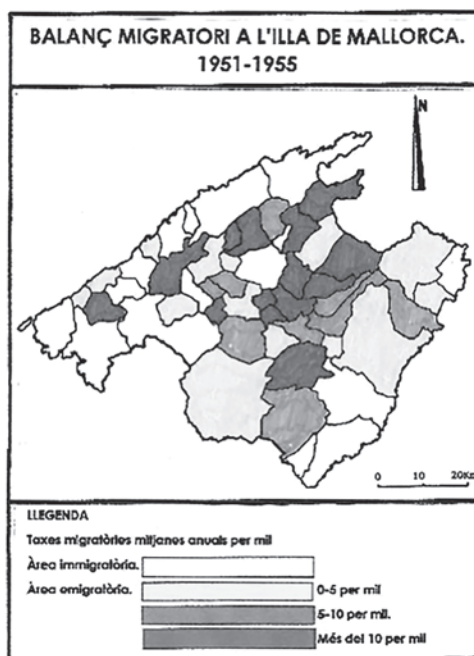 BALANÇ MIGRATORI A L'ILLA DE MALLORCA.
1951-1955
N
0 10 20Km
LLEGENDA
Taxes migratòries mitjanes anuals per mil
Àrea immigratòria.
Àrea emigratòria. 0-5 per mil
5-10 per mil.
Més del 10 per mil